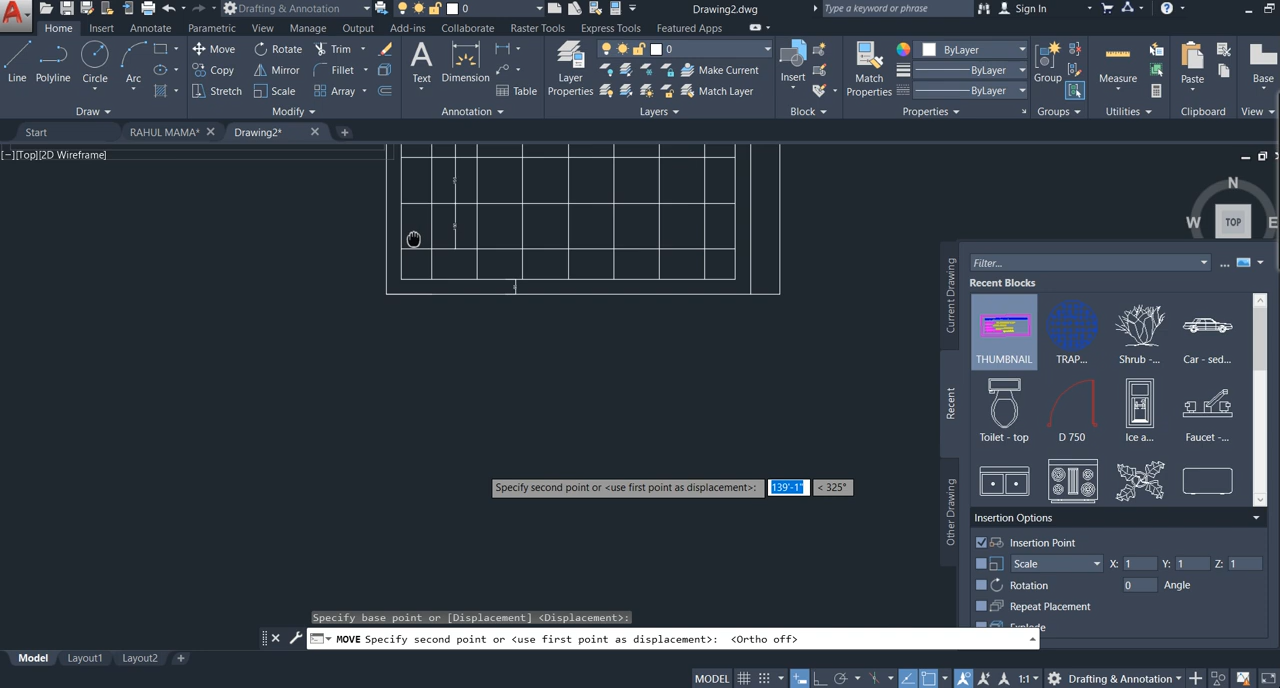 Drafting & Annotation
0
Drawing2.dwg
Type a keyword or phrase
Sign In
Home Insert Annotate Parametric View Manage Output Add-ins Collaborate Raster Tools Express Tools Featured Apps
Line Polyline Circle Arc
Move Rotate Trim
Copy Mirror Fillet
Stretch Scale Array
Text Dimension Table
Layer Properties
0
Make Current
Match Layer
Insert
Match Properties
ByLayer
ByLayer
ByLayer
Group Measure Paste Base
Draw Modify Annotation Layers Block Properties Groups Utilities Clipboard View
Start RAHUL MAMA* Drawing2*
[−][Top][2D Wireframe]
N
W TOP E
Filter...
Recent Blocks
Current Drawing
Recent
Other Drawing
THUMBNAIL TRAP... Shrub -... Car - sed...
Toilet - top D 750 Ice a... Faucet -...
Specify second point or <use first point as displacement>: 139'-1" < 325°
Insertion Options
Insertion Point
Scale X: 1 Y: 1 Z: 1
Rotation 0 Angle
Repeat Placement
Explode
Specify base point or [Displacement] <Displacement>:
MOVE Specify second point or <use first point as displacement>: <Ortho off>
Model Layout1 Layout2
MODEL 1:1 Drafting & Annotation